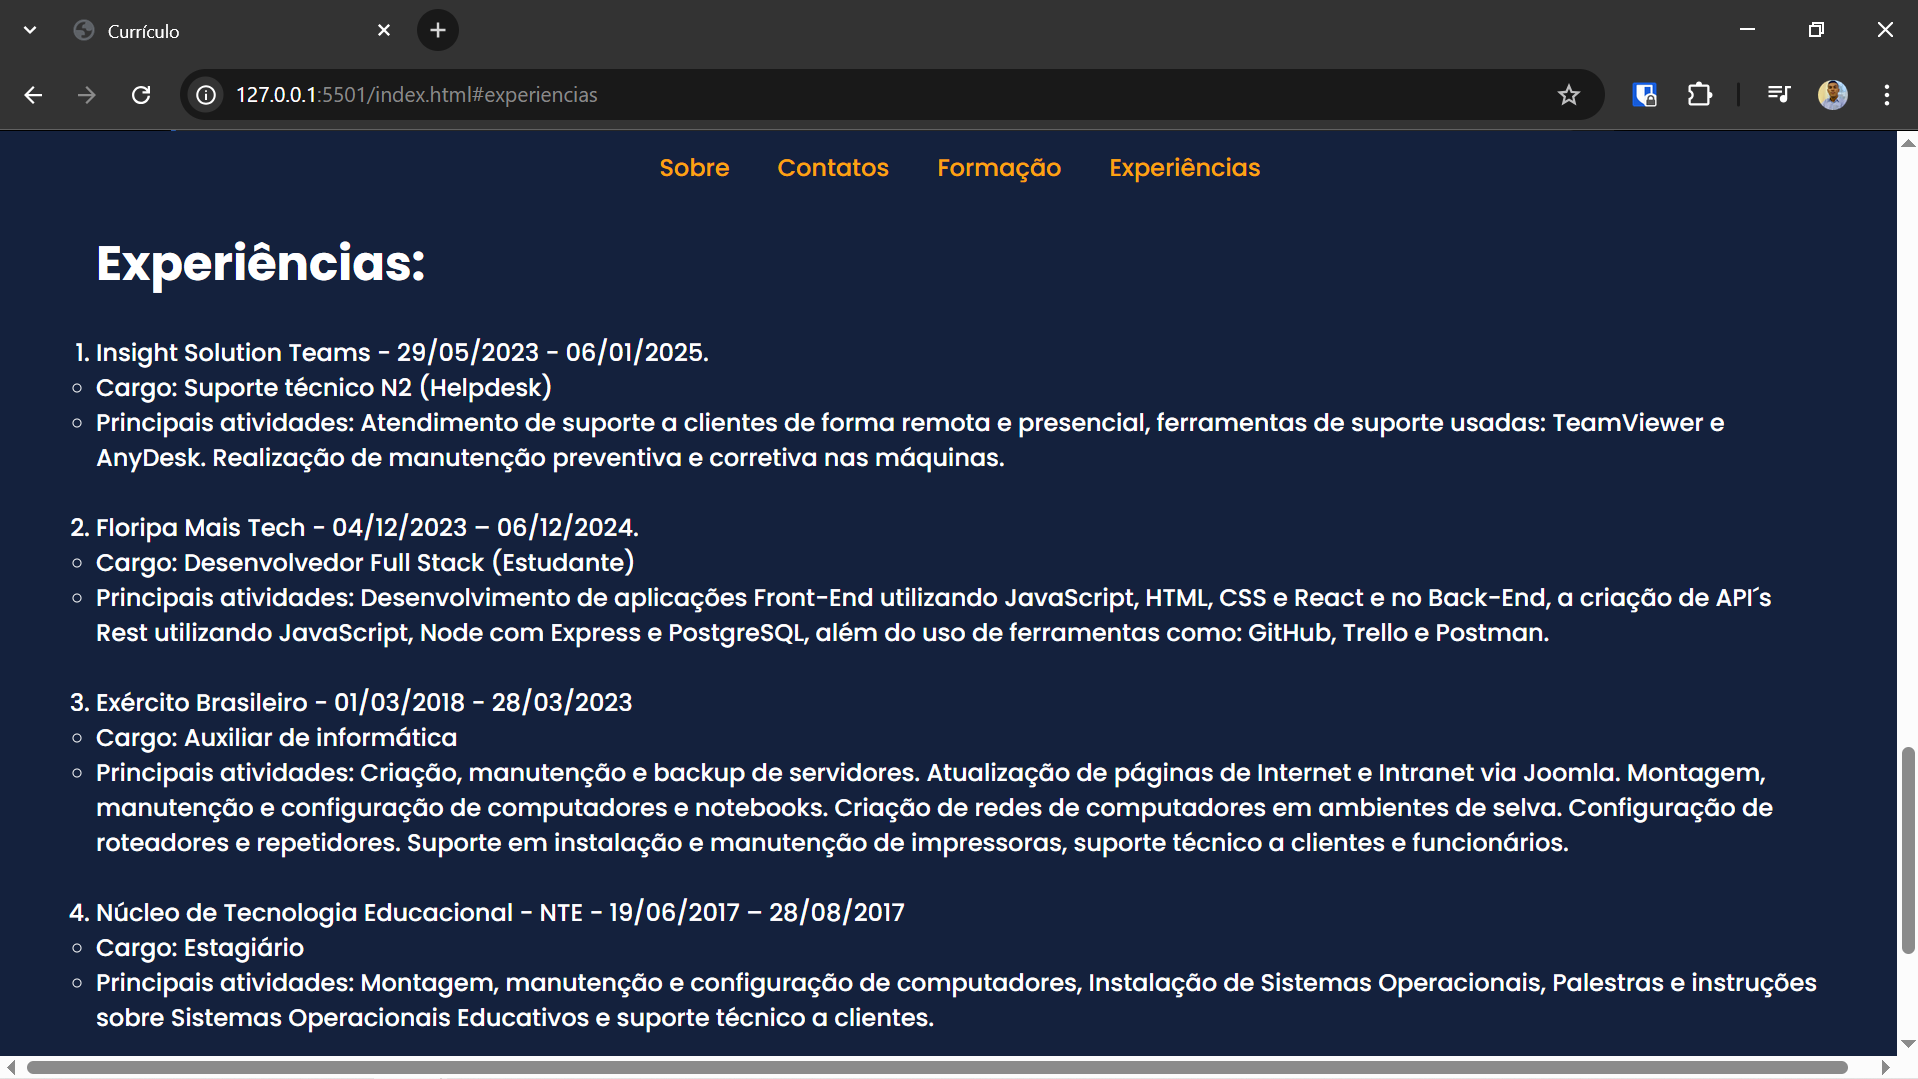 Currículo
127.0.0.1:5501/index.html#experiencias
Sobre Contatos Formação Experiências
Experiências:
1. Insight Solution Teams - 29/05/2023 - 06/01/2025.
Cargo: Suporte técnico N2 (Helpdesk)
Principais atividades: Atendimento de suporte a clientes de forma remota e presencial, ferramentas de suporte usadas: TeamViewer e
AnyDesk. Realização de manutenção preventiva e corretiva nas máquinas.
2. Floripa Mais Tech - 04/12/2023 – 06/12/2024.
Cargo: Desenvolvedor Full Stack (Estudante)
Principais atividades: Desenvolvimento de aplicações Front-End utilizando JavaScript, HTML, CSS e React e no Back-End, a criação de API´s
Rest utilizando JavaScript, Node com Express e PostgreSQL, além do uso de ferramentas como: GitHub, Trello e Postman.
3. Exército Brasileiro - 01/03/2018 - 28/03/2023
Cargo: Auxiliar de informática
Principais atividades: Criação, manutenção e backup de servidores. Atualização de páginas de Internet e Intranet via Joomla. Montagem,
manutenção e configuração de computadores e notebooks. Criação de redes de computadores em ambientes de selva. Configuração de
roteadores e repetidores. Suporte em instalação e manutenção de impressoras, suporte técnico a clientes e funcionários.
4. Núcleo de Tecnologia Educacional - NTE - 19/06/2017 – 28/08/2017
Cargo: Estagiário
Principais atividades: Montagem, manutenção e configuração de computadores, Instalação de Sistemas Operacionais, Palestras e instruções
sobre Sistemas Operacionais Educativos e suporte técnico a clientes.